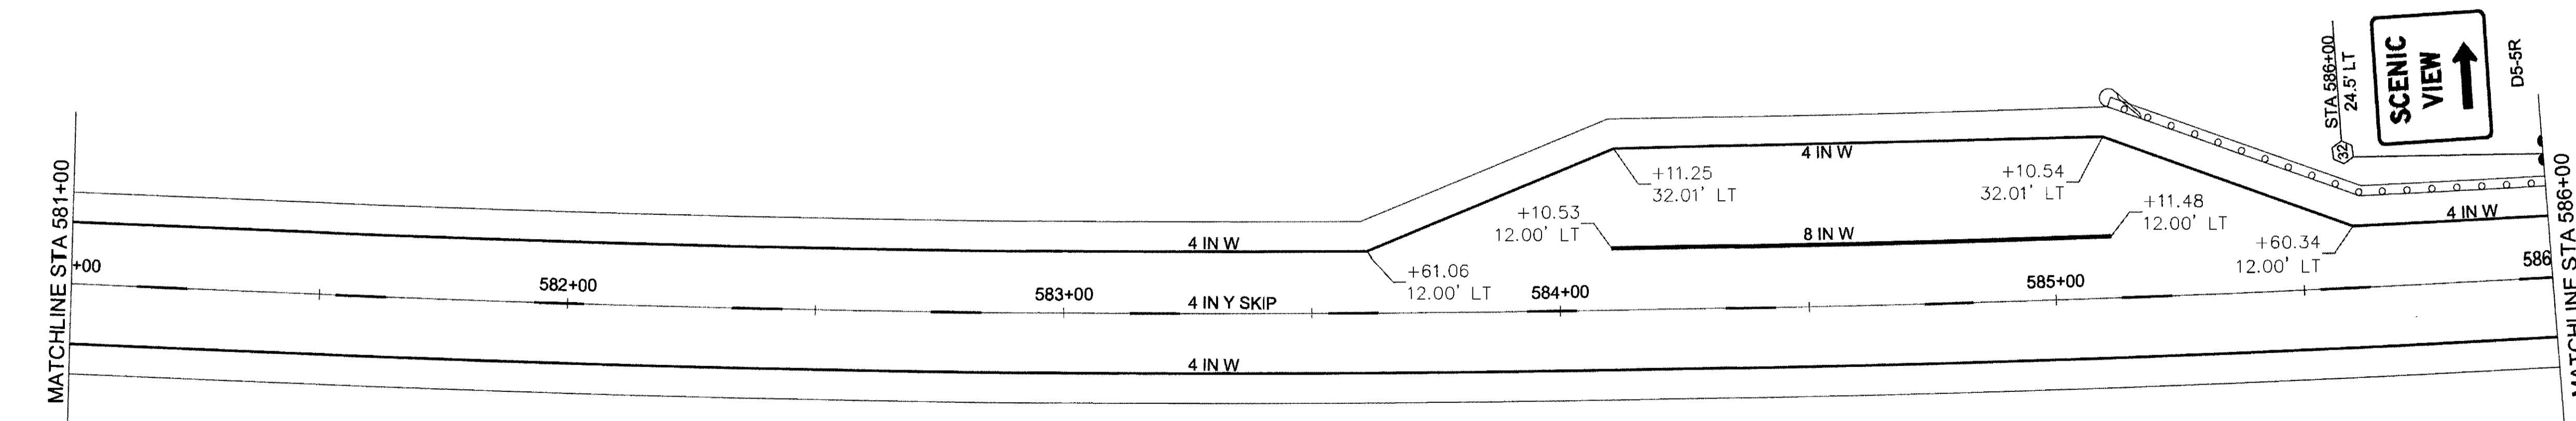 MATCHLINE STA 581+00
+00
582+00
583+00
584+00
585+00
586
4 IN W
4 IN Y SKIP
4 IN W
+61.06
12.00' LT
+11.25
32.01' LT
+10.53
12.00' LT
4 IN W
8 IN W
+10.54
32.01' LT
+11.48
12.00' LT
+60.34
12.00' LT
4 IN W
STA 586+00
24.5' LT
32
SCENIC
VIEW
D5-5R
MATCHLINE STA 586+00